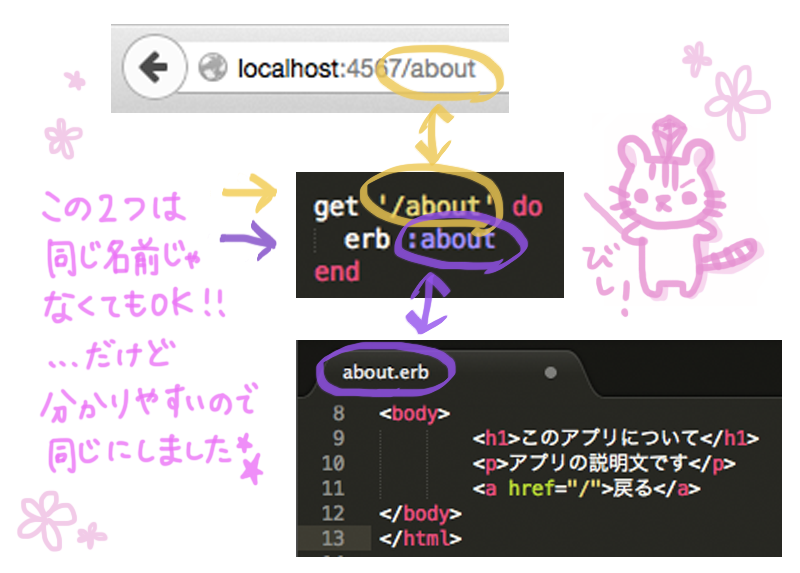 localhost:4567/about
get '/about' do
erb :about
end
この2つは
同じ名前じゃ
なくてもOK!!
...だけど
分かりやすいので
同じにしました
びし!
about.erb
8 <body>
9 <h1>このアプリについて</h1>
10 <p>アプリの説明文です</p>
11 <a href="/">戻る</a>
12 </body>
13 </html>